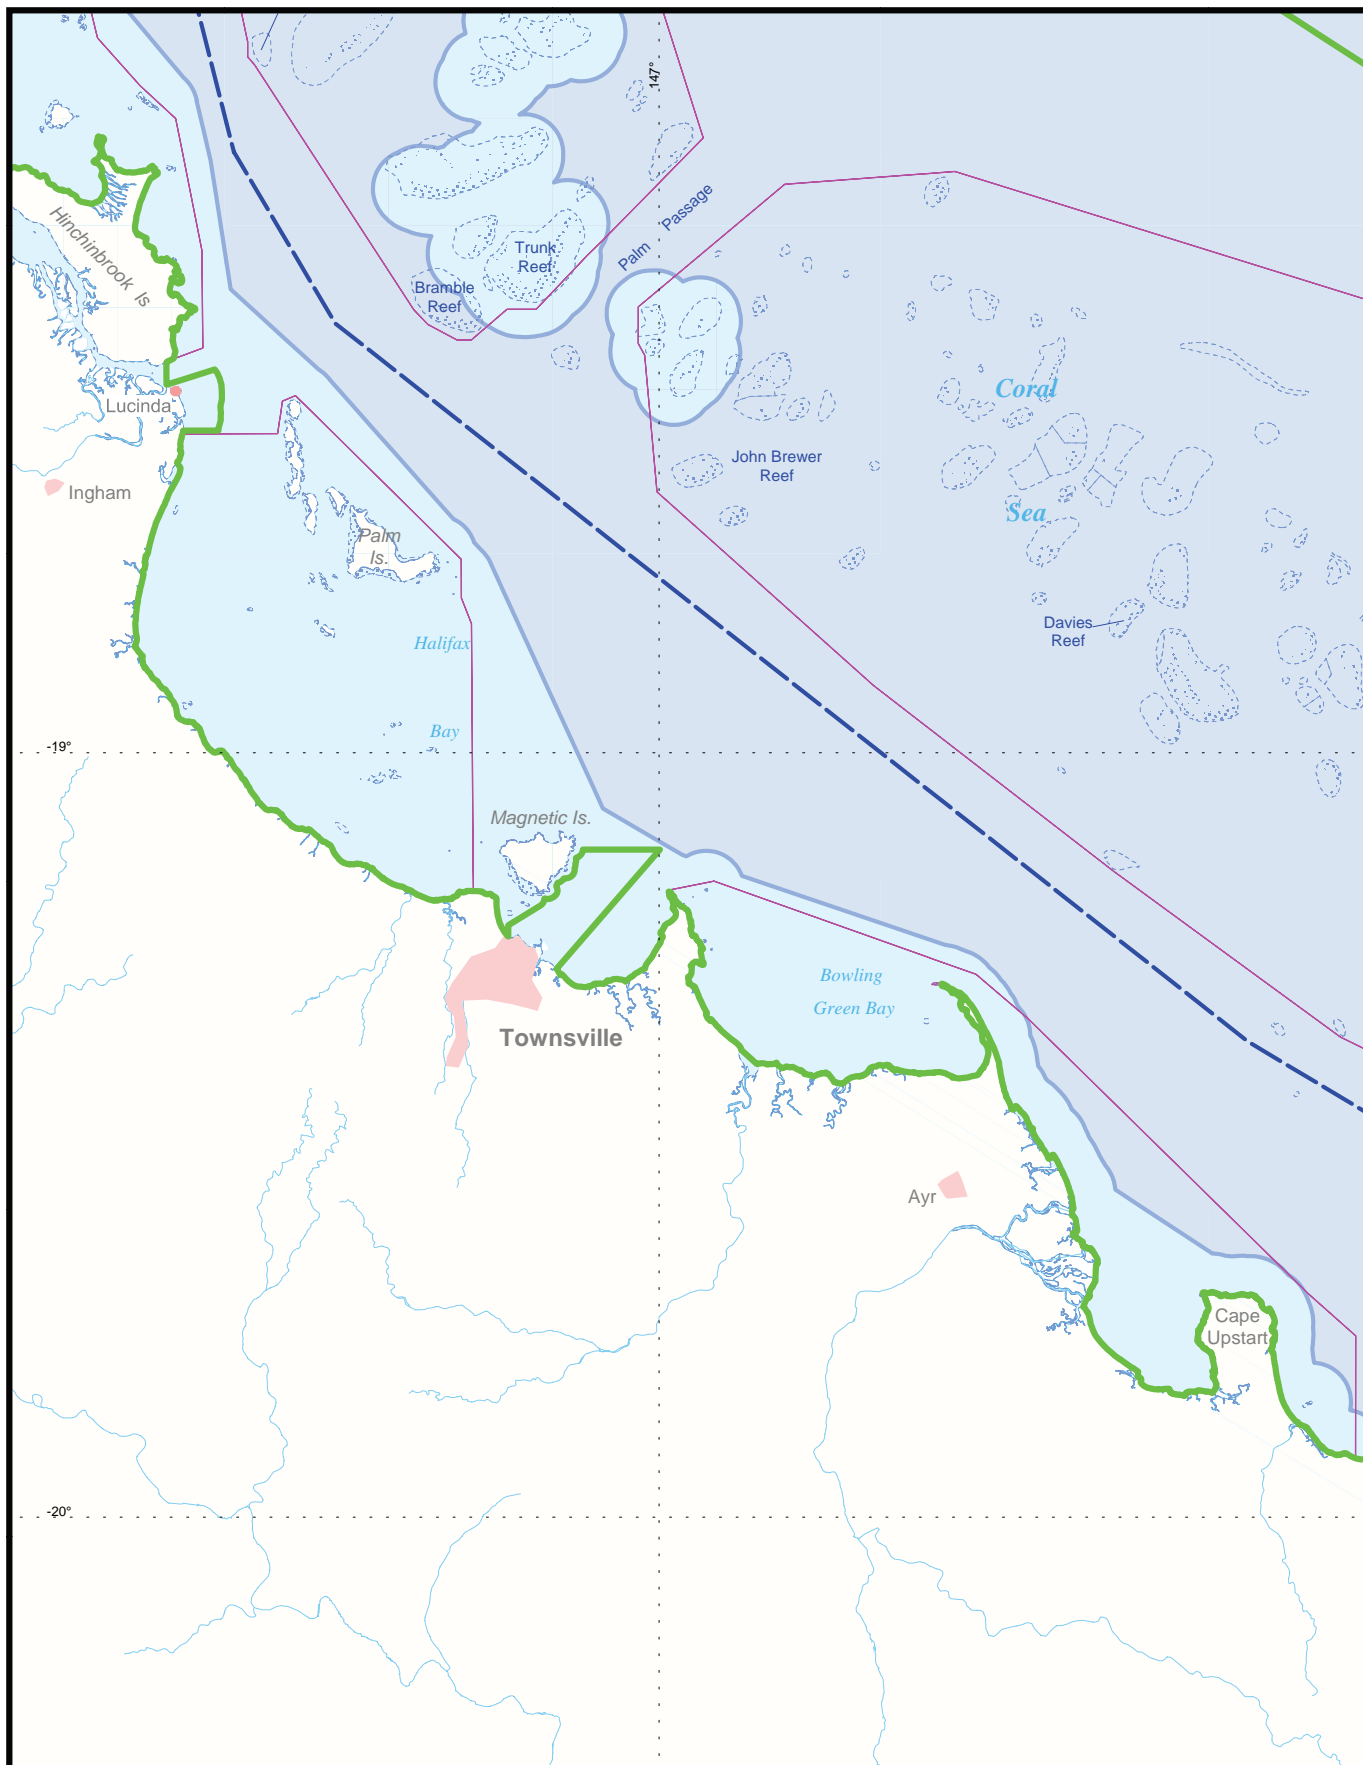 147°
Palm Passage
Hinchinbrook Is
Trunk
Reef
Bramble
Reef
Coral
Lucinda
John Brewer
Reef
Ingham
Sea
Palm
Is.
Davies
Reef
Halifax
Bay
-19°
Magnetic Is.
Bowling
Green Bay
Townsville
Ayr
Cape
Upstart
-20°